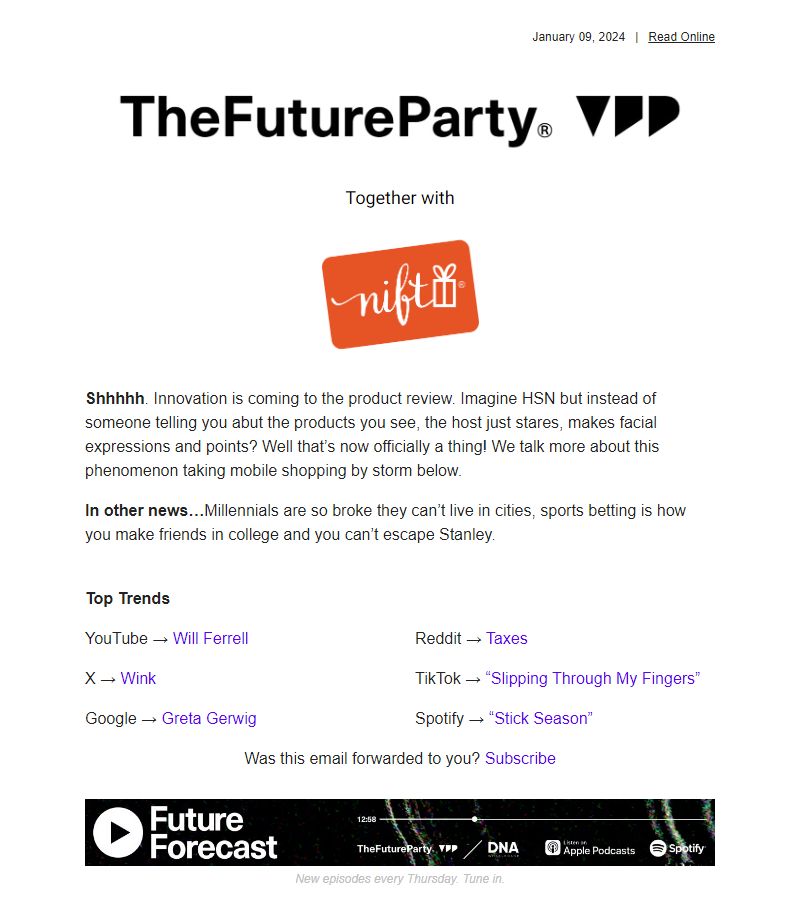 January 09, 2024 | Read Online
TheFutureParty®
Together with
nift®
Shhhhh. Innovation is coming to the product review. Imagine HSN but instead of
someone telling you abut the products you see, the host just stares, makes facial
expressions and points? Well that’s now officially a thing! We talk more about this
phenomenon taking mobile shopping by storm below.
In other news…Millennials are so broke they can’t live in cities, sports betting is how
you make friends in college and you can’t escape Stanley.
Top Trends
YouTube → Will Ferrell
Reddit → Taxes
X → Wink
TikTok → “Slipping Through My Fingers”
Google → Greta Gerwig
Spotify → “Stick Season”
Was this email forwarded to you? Subscribe
Future
Forecast
12:58
TheFutureParty. DNA
Listen on
Apple Podcasts
Spotify
New episodes every Thursday. Tune in.